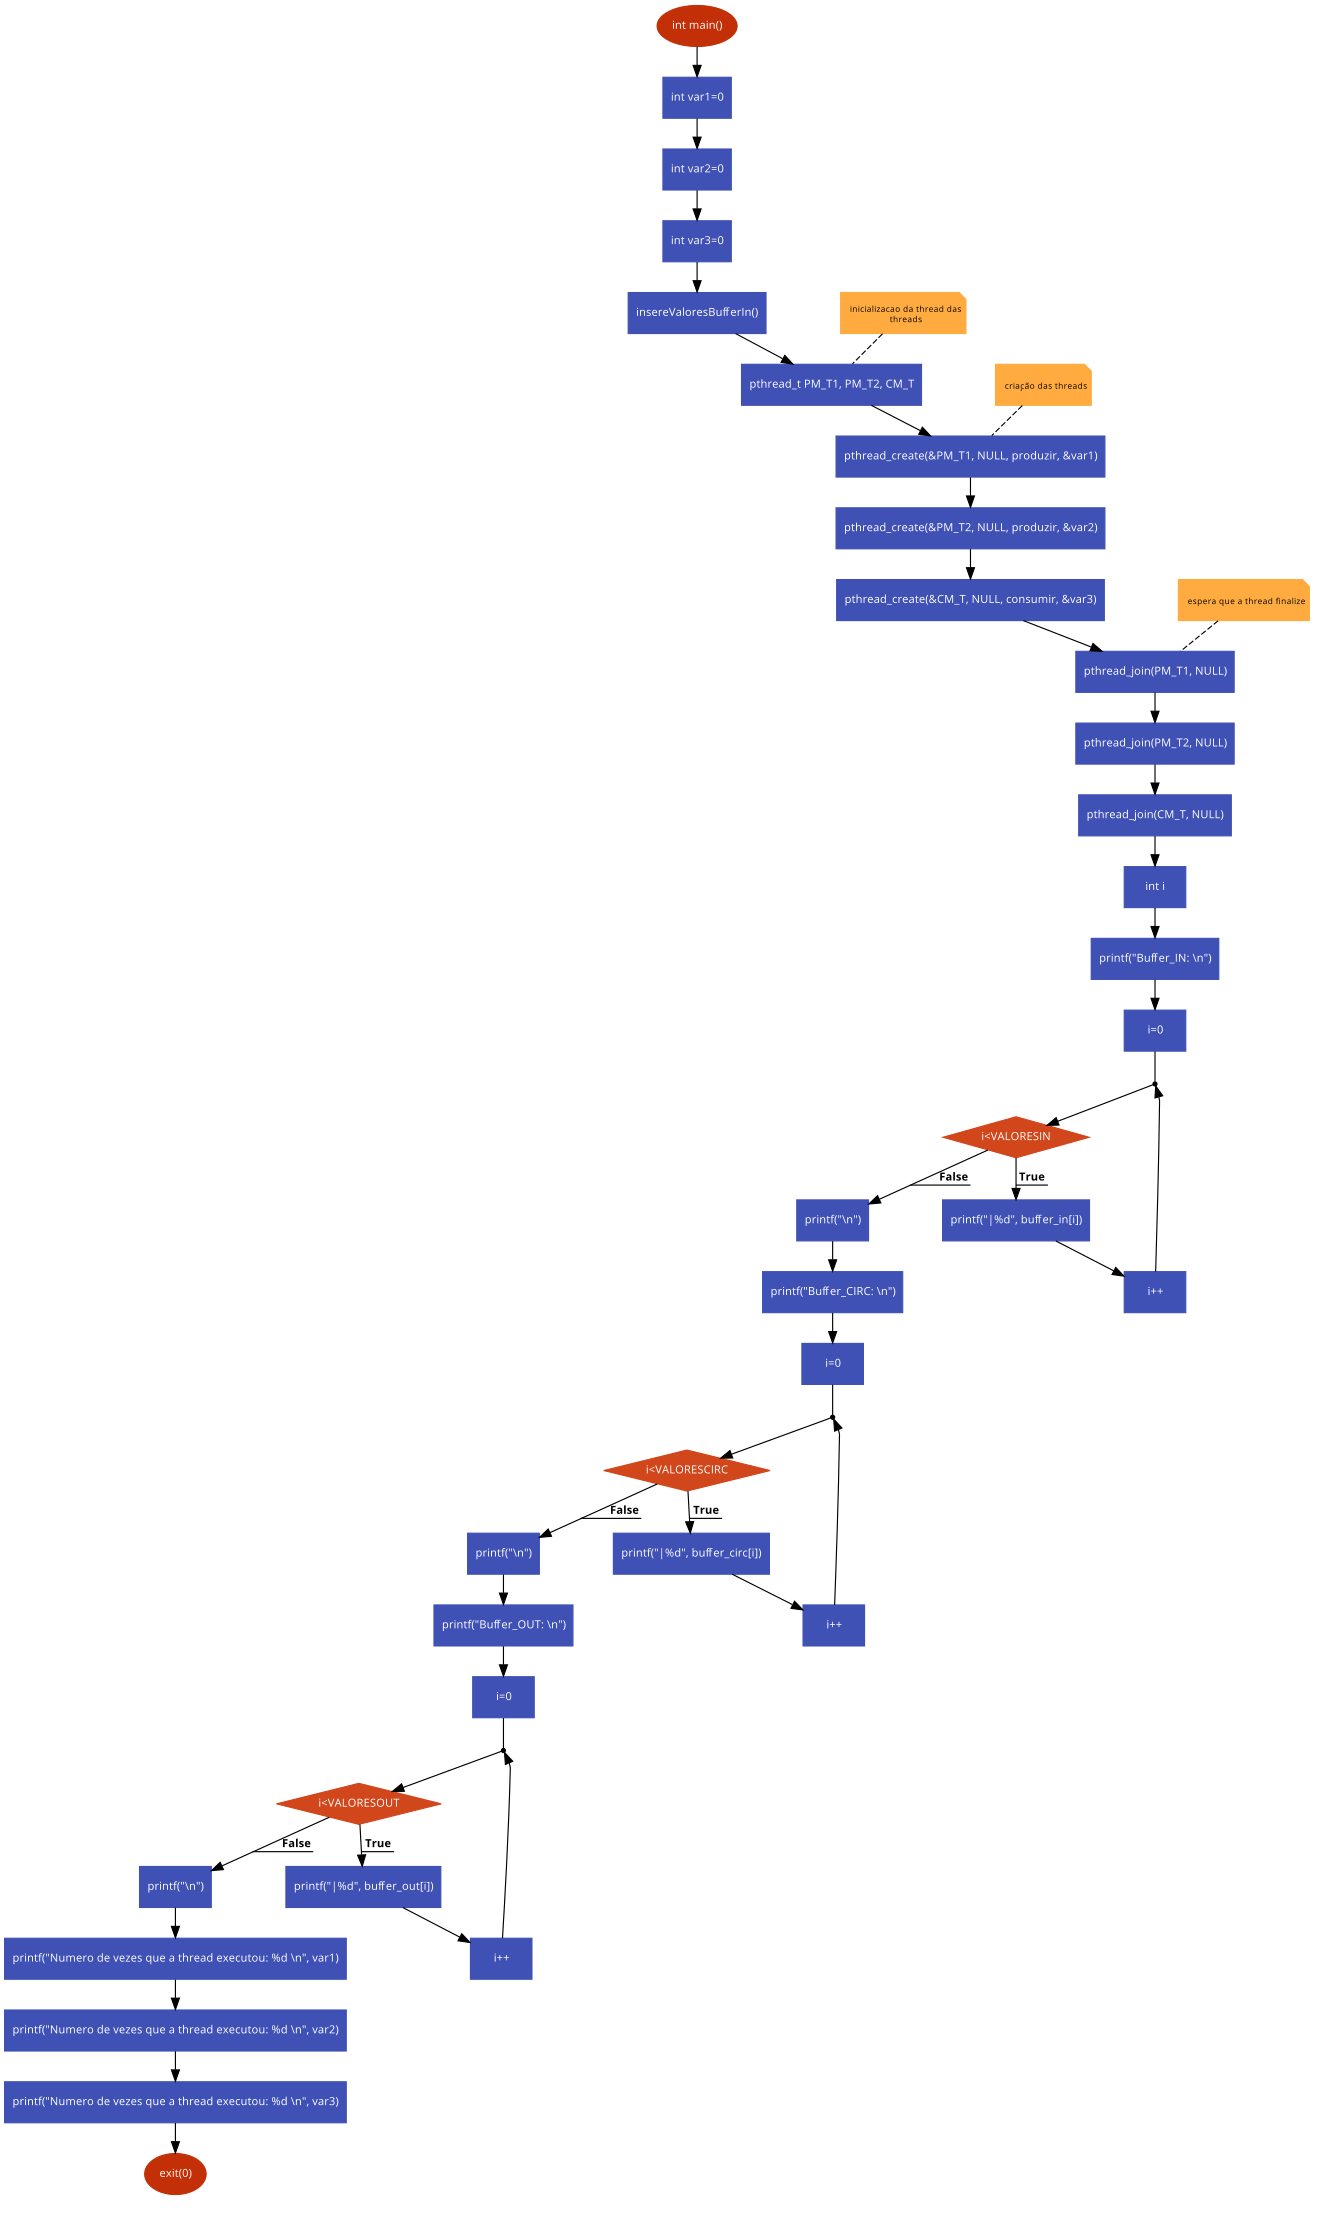 int main()
int var1=0
int var2=0
int var3=0
insereValoresBufferIn()
inicializacao da thread das
threads
pthread_t PM_T1, PM_T2, CM_T
criação das threads
pthread_create(&PM_T1, NULL, produzir, &var1)
pthread_create(&PM_T2, NULL, produzir, &var2)
pthread_create(&CM_T, NULL, consumir, &var3)
espera que a thread finalize
pthread_join(PM_T1, NULL)
pthread_join(PM_T2, NULL)
pthread_join(CM_T, NULL)
int i
printf("Buffer_IN: \n")
i=0
i<VALORESIN
False
True
printf("\n")
printf("|%d", buffer_in[i])
printf("Buffer_CIRC: \n")
i++
i=0
i<VALORESCIRC
False
True
printf("\n")
printf("|%d", buffer_circ[i])
printf("Buffer_OUT: \n")
i++
i=0
i<VALORESOUT
False
True
printf("\n")
printf("|%d", buffer_out[i])
printf("Numero de vezes que a thread executou: %d \n", var1)
i++
printf("Numero de vezes que a thread executou: %d \n", var2)
printf("Numero de vezes que a thread executou: %d \n", var3)
exit(0)